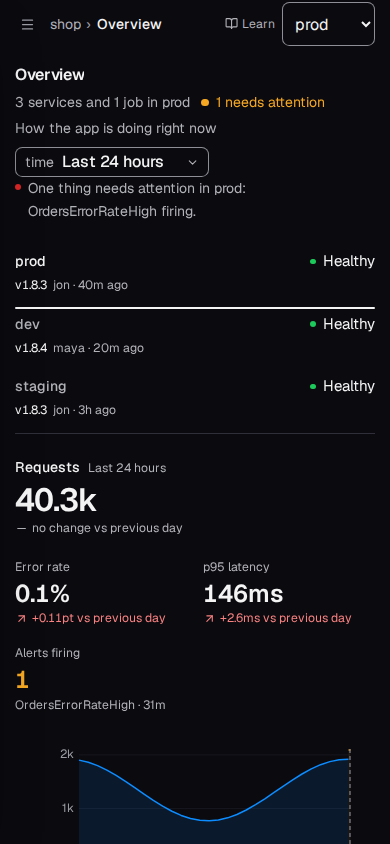 shop › Overview
Learn
prod
Overview
3 services and 1 job in prod 1 needs attention
How the app is doing right now
time Last 24 hours
One thing needs attention in prod:
OrdersErrorRateHigh firing.
prod Healthy
v1.8.3 jon · 40m ago
dev Healthy
v1.8.4 maya · 20m ago
staging Healthy
v1.8.3 jon · 3h ago
Requests Last 24 hours
40.3k
— no change vs previous day
Error rate p95 latency
0.1% 146ms
↗ +0.11pt vs previous day ↗ +2.6ms vs previous day
Alerts firing
1
OrdersErrorRateHigh · 31m
2k
1k